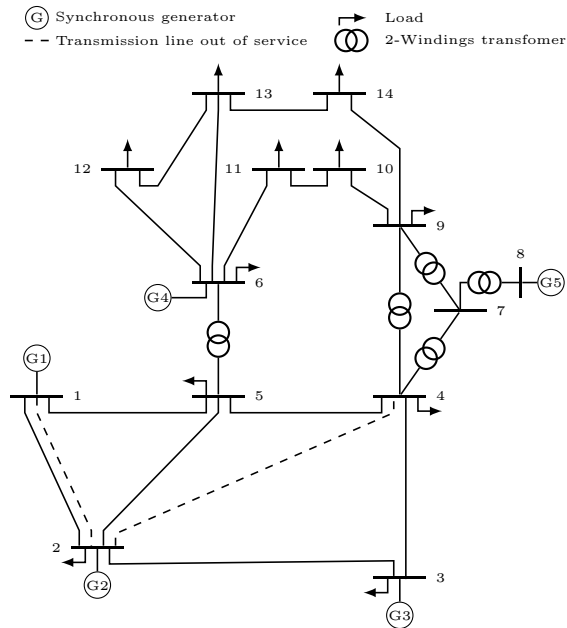 G Synchronous generator
Load
Transmission line out of service
2-Windings transfomer
13
14
12
11
10
9
8
6
G4
G5
7
G1
1
5
4
2
G2
3
G3